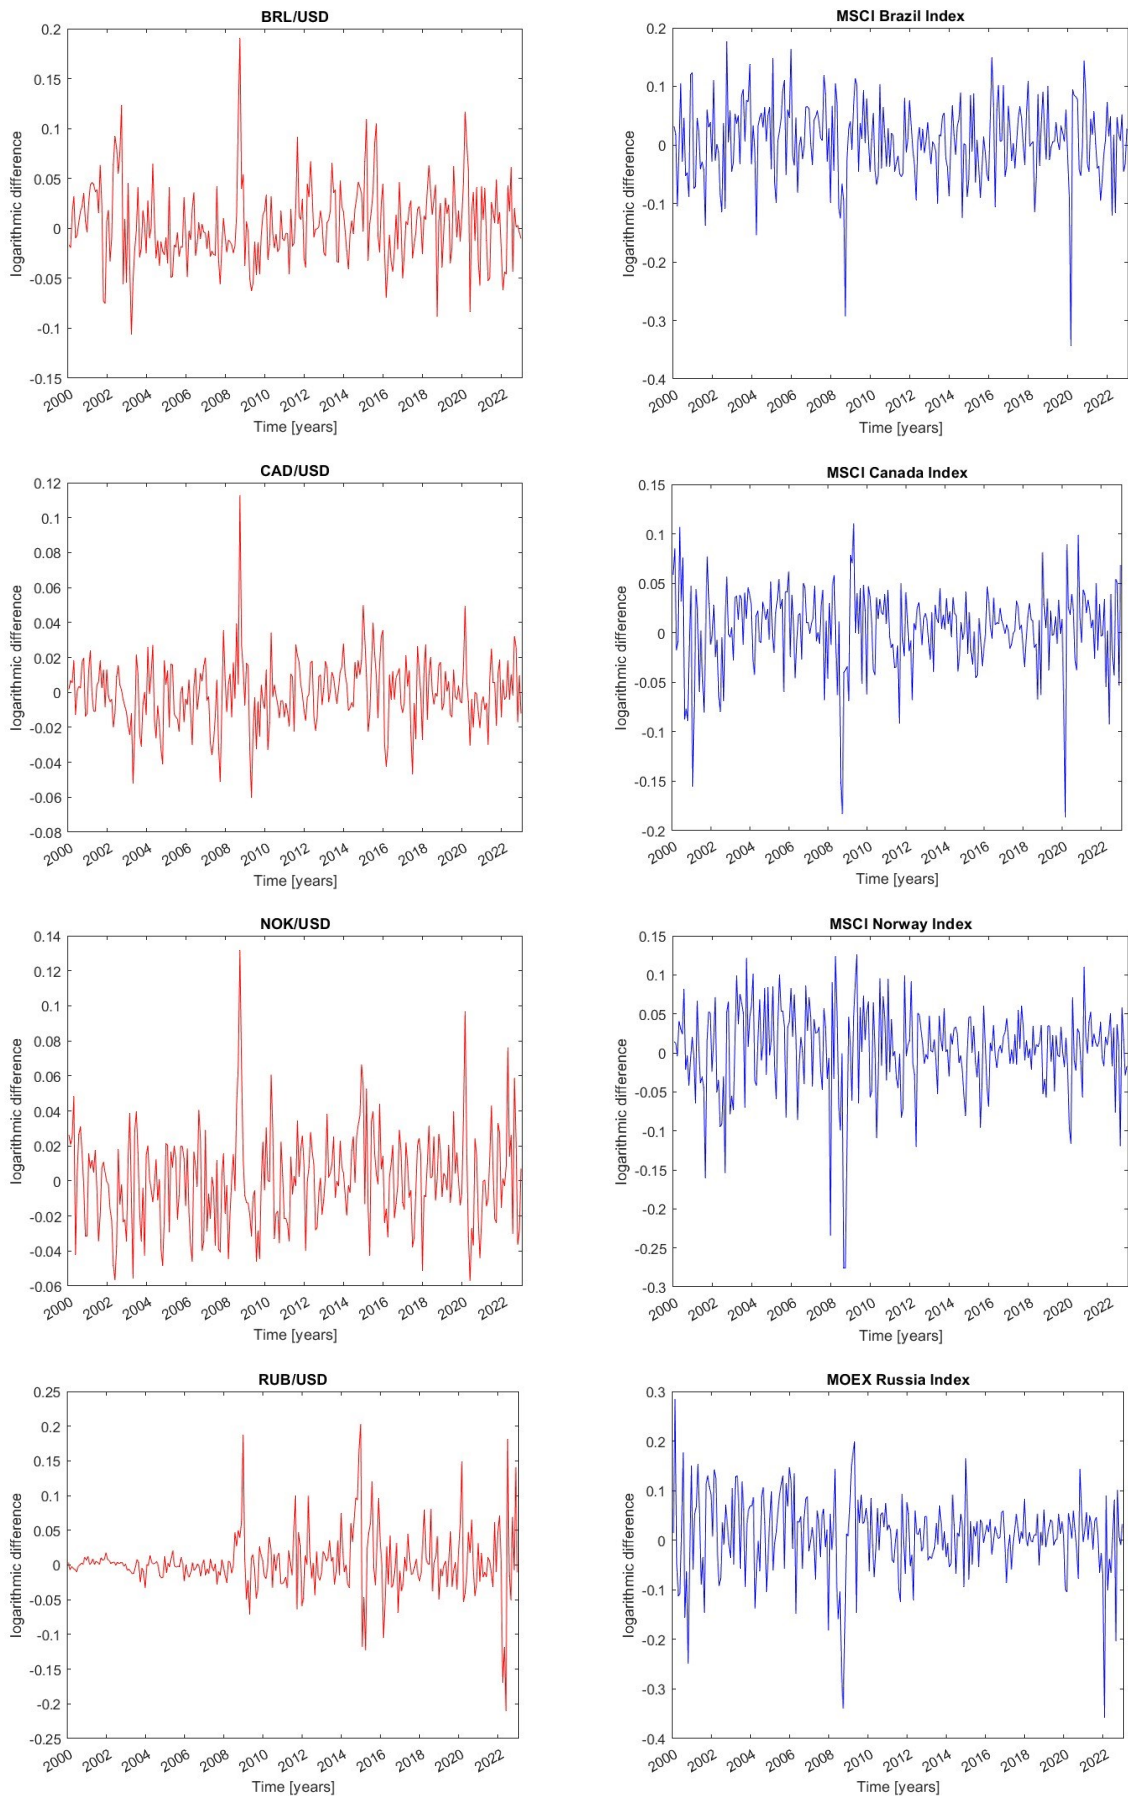 BRL/USD
0.2
0.15
0.1
0.05
0
-0.05
-0.1
-0.15
logarithmic difference
2000 2002 2004 2006 2008 2010 2012 2014 2016 2018 2020 2022
Time [years]
MSCI Brazil Index
0.2
0.1
0
-0.1
-0.2
-0.3
-0.4
logarithmic difference
2000 2002 2004 2006 2008 2010 2012 2014 2016 2018 2020 2022
Time [years]
CAD/USD
0.12
0.1
0.08
0.06
0.04
0.02
0
-0.02
-0.04
-0.06
-0.08
logarithmic difference
2000 2002 2004 2006 2008 2010 2012 2014 2016 2018 2020 2022
Time [years]
MSCI Canada Index
0.15
0.1
0.05
0
-0.05
-0.1
-0.15
-0.2
logarithmic difference
2000 2002 2004 2006 2008 2010 2012 2014 2016 2018 2020 2022
Time [years]
NOK/USD
0.14
0.12
0.1
0.08
0.06
0.04
0.02
0
-0.02
-0.04
-0.06
logarithmic difference
2000 2002 2004 2006 2008 2010 2012 2014 2016 2018 2020 2022
Time [years]
MSCI Norway Index
0.15
0.1
0.05
0
-0.05
-0.1
-0.15
-0.2
-0.25
-0.3
logarithmic difference
2000 2002 2004 2006 2008 2010 2012 2014 2016 2018 2020 2022
Time [years]
RUB/USD
0.25
0.2
0.15
0.1
0.05
0
-0.05
-0.1
-0.15
-0.2
-0.25
logarithmic difference
2000 2002 2004 2006 2008 2010 2012 2014 2016 2018 2020 2022
Time [years]
MOEX Russia Index
0.3
0.2
0.1
0
-0.1
-0.2
-0.3
-0.4
logarithmic difference
2000 2002 2004 2006 2008 2010 2012 2014 2016 2018 2020 2022
Time [years]